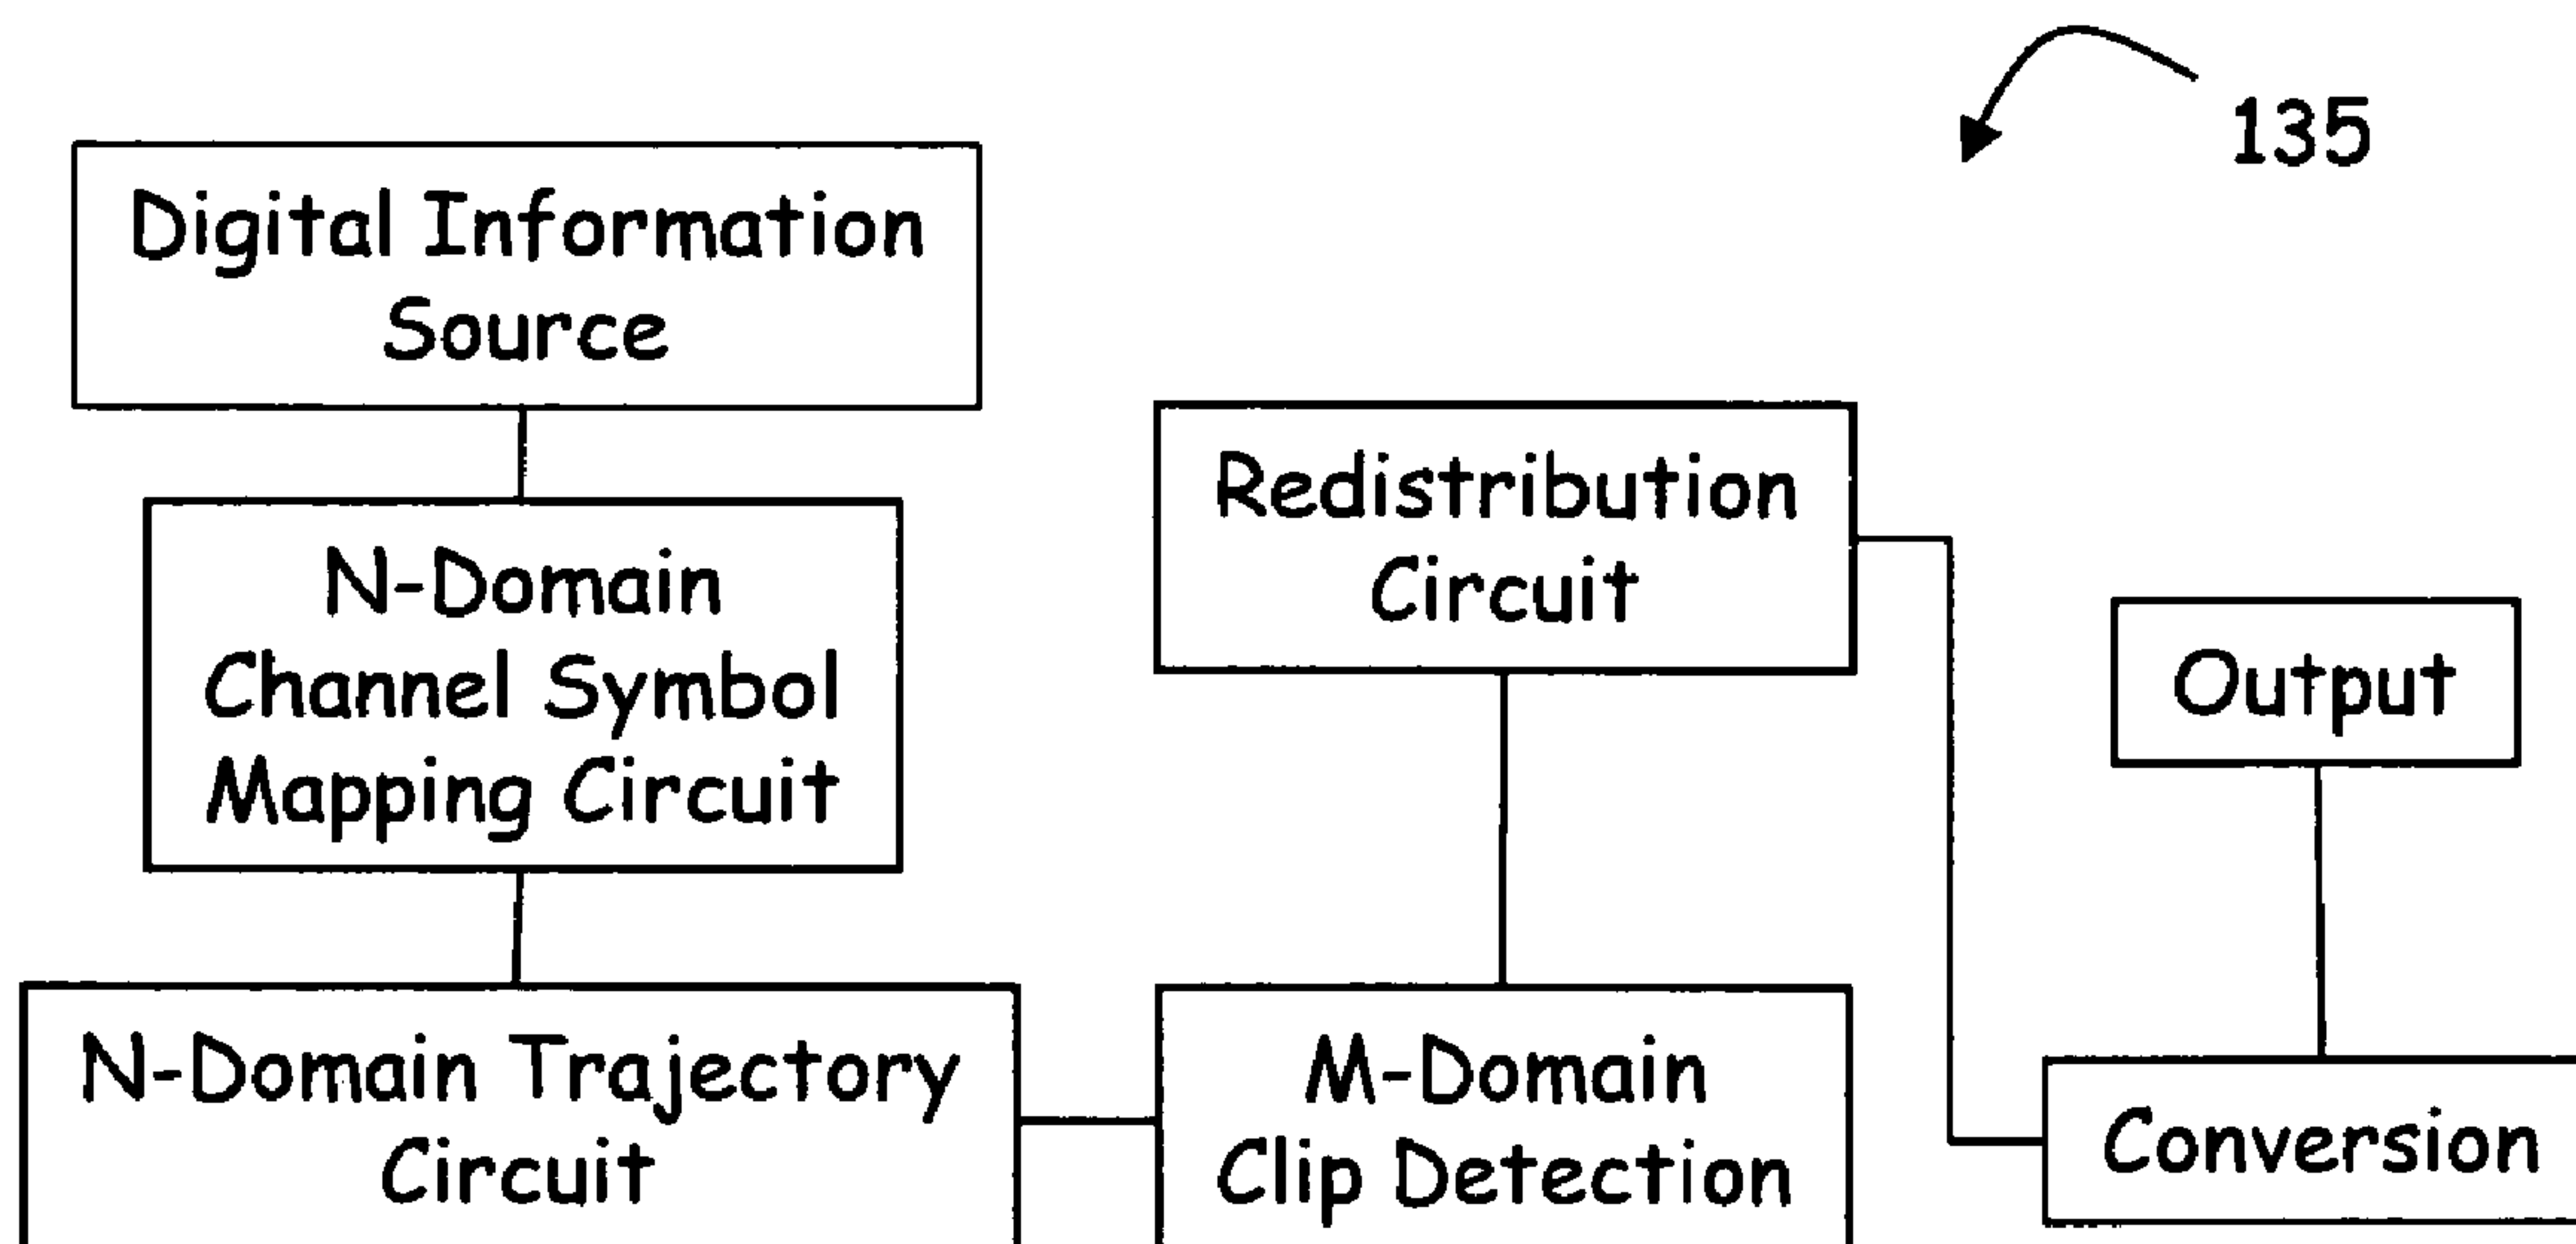 135
Digital Information
Source
N-Domain
Channel Symbol
Mapping Circuit
N-Domain Trajectory
Circuit
Redistribution
Circuit
M-Domain
Clip Detection
Output
Conversion